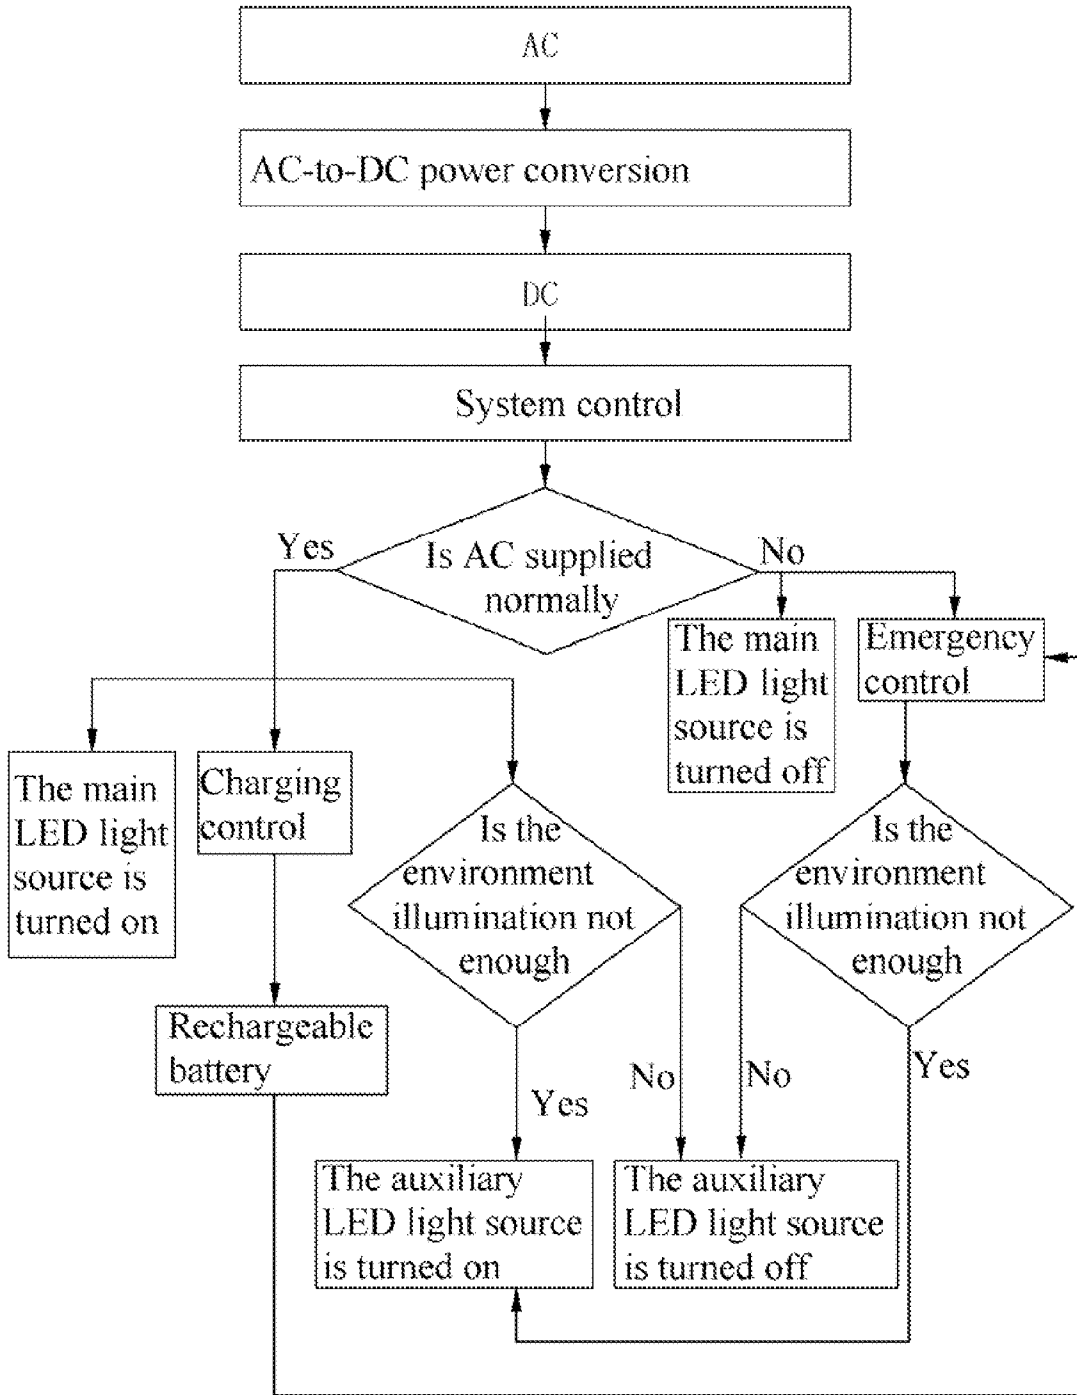 AC
AC-to-DC power conversion
DC
System control
Yes
Is AC supplied
normally
No
The main
LED light
source is
turned off
Emergency
control
The main
LED light
source is
turned on
Charging
control
Is the
environment
illumination not
enough
Is the
environment
illumination not
enough
Rechargeable
battery
Yes
No
No
Yes
The auxiliary
LED light source
is turned on
The auxiliary
LED light source
is turned off